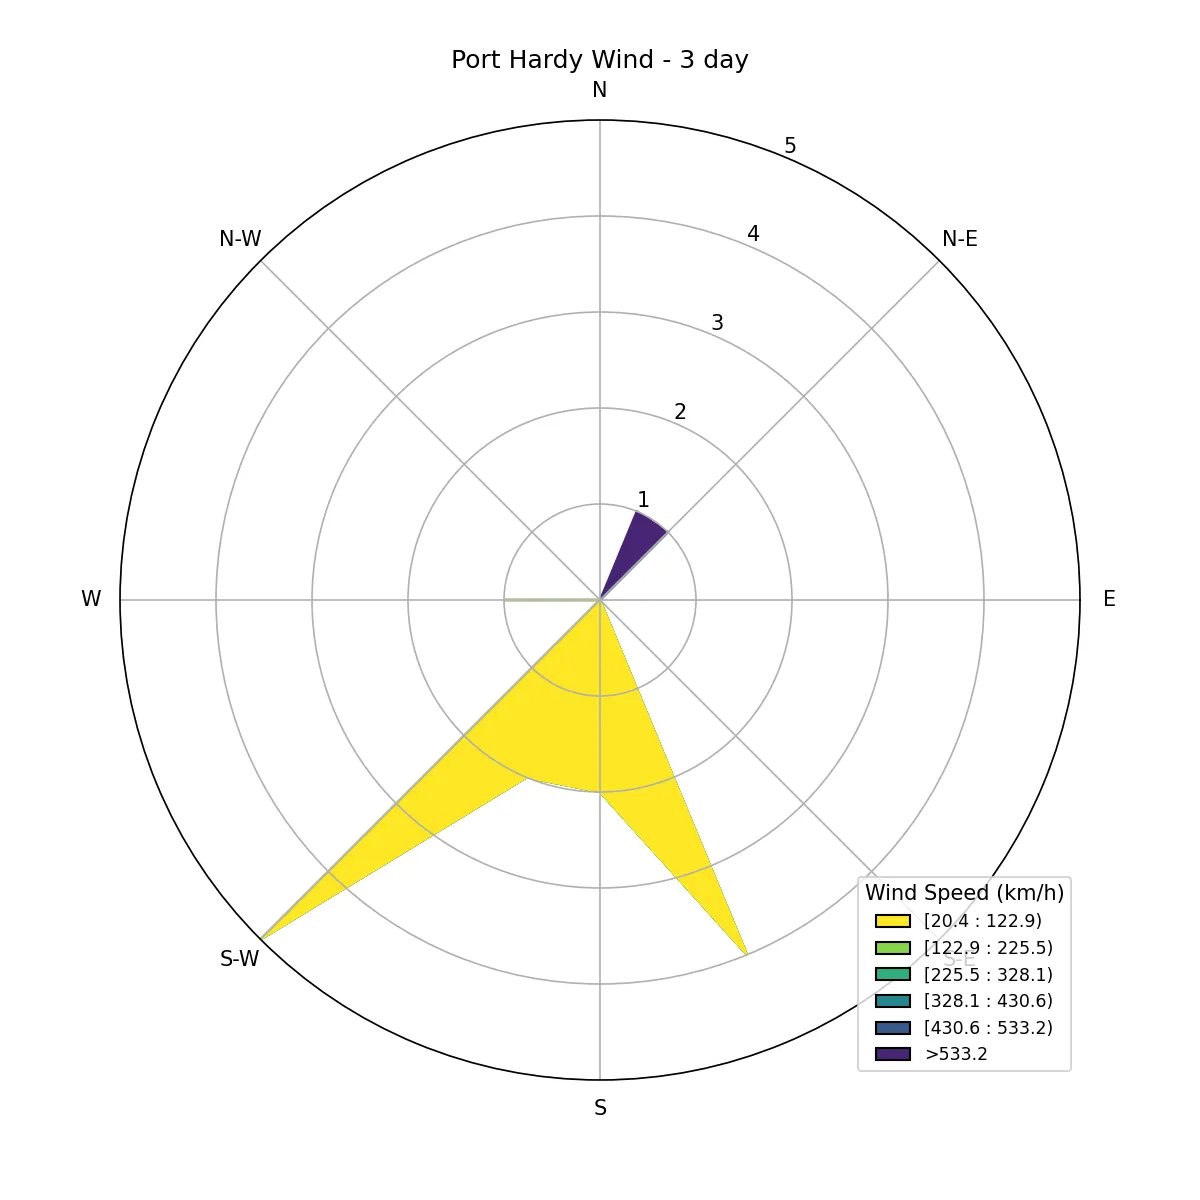 Port Hardy Wind - 3 day
N
5
N-W
4
N-E
3
2
1
W
E
Wind Speed (km/h)
[20.4 : 122.9)
[122.9 : 225.5)
S-W
S-E
[225.5 : 328.1)
[328.1 : 430.6)
[430.6 : 533.2)
>533.2
S